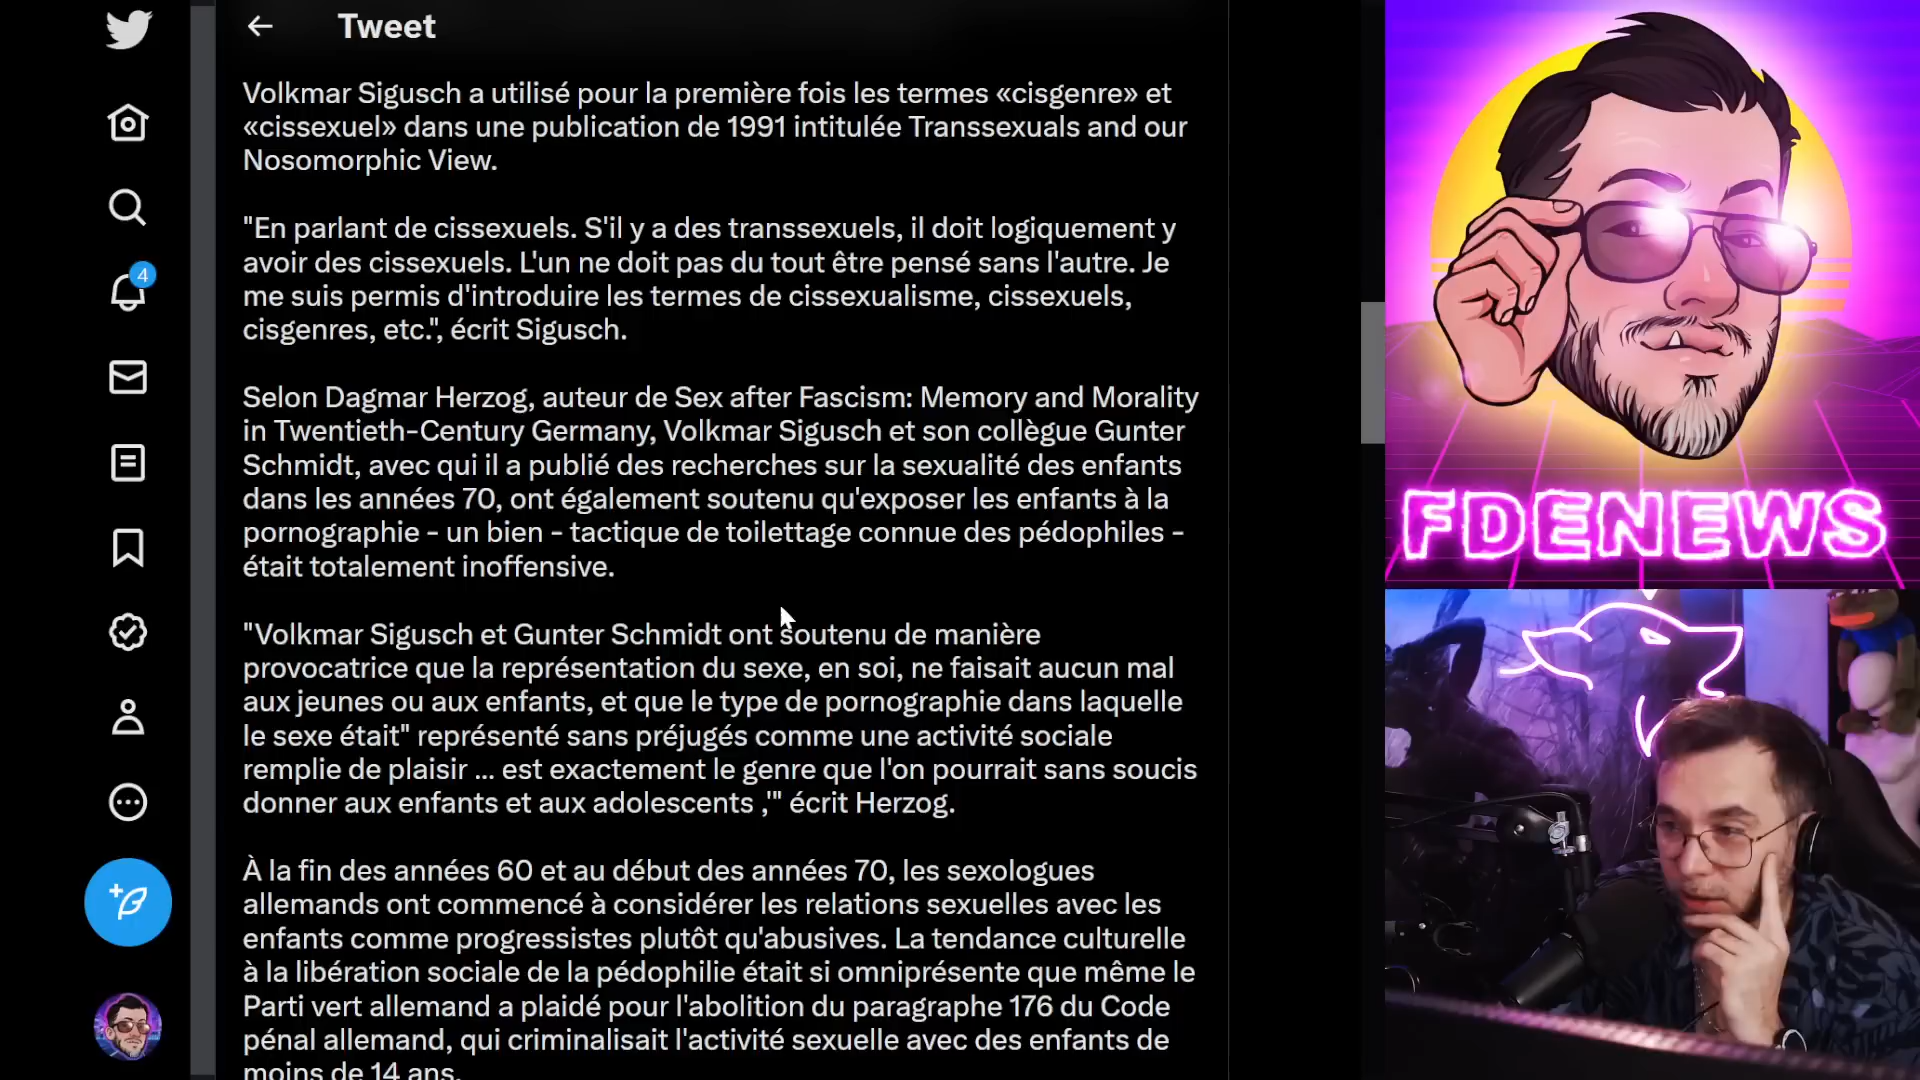 Tweet
Volkmar Sigusch a utilisé pour la première fois les termes «cisgenre» et
«cissexuel» dans une publication de 1991 intitulée Transsexuals and our
Nosomorphic View.
"En parlant de cissexuels. S'il y a des transsexuels, il doit logiquement y
avoir des cissexuels. L'un ne doit pas du tout être pensé sans l'autre. Je
me suis permis d'introduire les termes de cissexualisme, cissexuels,
cisgenres, etc.", écrit Sigusch.
Selon Dagmar Herzog, auteur de Sex after Fascism: Memory and Morality
in Twentieth-Century Germany, Volkmar Sigusch et son collègue Gunter
Schmidt, avec qui il a publié des recherches sur la sexualité des enfants
dans les années 70, ont également soutenu qu'exposer les enfants à la
pornographie - un bien - tactique de toilettage connue des pédophiles -
était totalement inoffensive.
"Volkmar Sigusch et Gunter Schmidt ont soutenu de manière
provocatrice que la représentation du sexe, en soi, ne faisait aucun mal
aux jeunes ou aux enfants, et que le type de pornographie dans laquelle
le sexe était" représenté sans préjugés comme une activité sociale
remplie de plaisir ... est exactement le genre que l'on pourrait sans soucis
donner aux enfants et aux adolescents ,'" écrit Herzog.
À la fin des années 60 et au début des années 70, les sexologues
allemands ont commencé à considérer les relations sexuelles avec les
enfants comme progressistes plutôt qu'abusives. La tendance culturelle
à la libération sociale de la pédophilie était si omniprésente que même le
Parti vert allemand a plaidé pour l'abolition du paragraphe 176 du Code
pénal allemand, qui criminalisait l'activité sexuelle avec des enfants de
moins de 14 ans.
4
FDENEWS